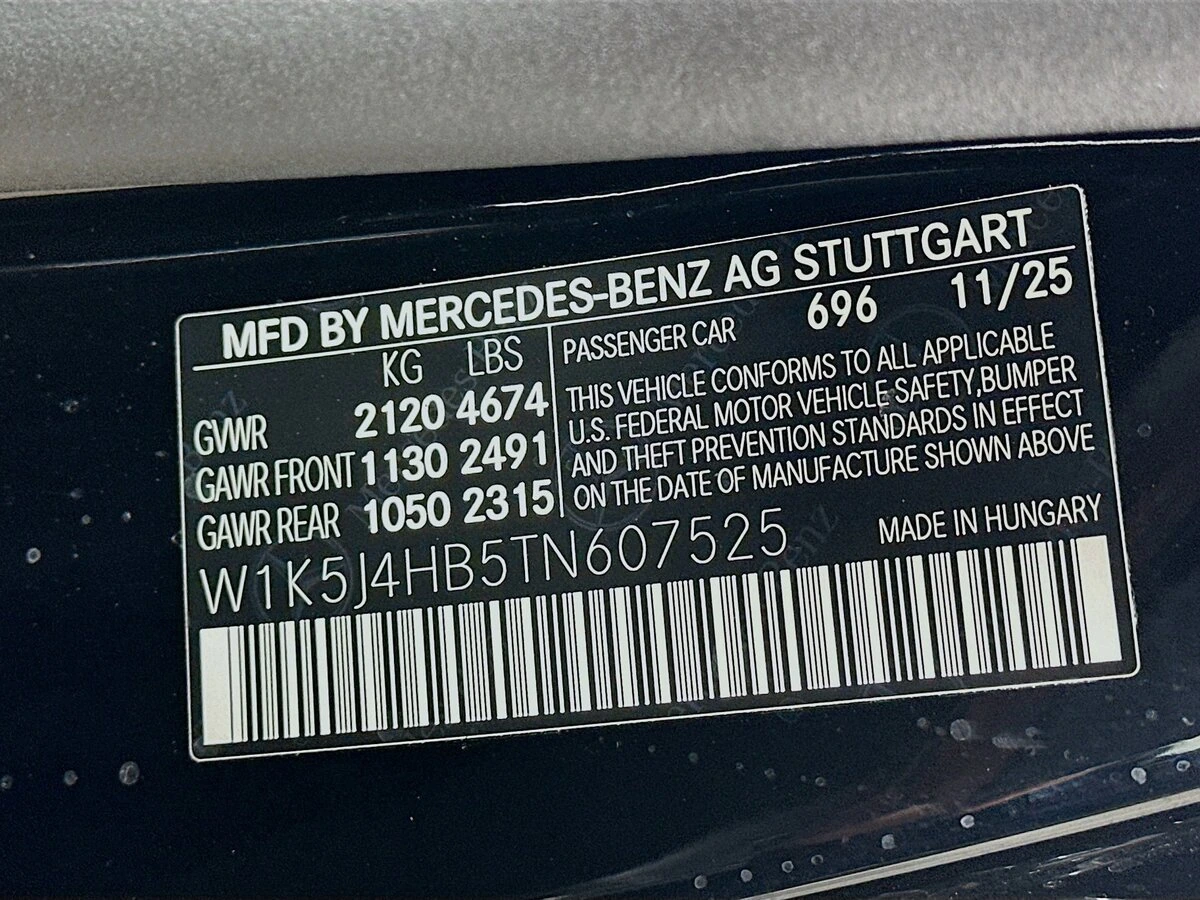 MFD BY MERCEDES-BENZ AG STUTTGART
KG LBS
GVWR 2120 4674
GAWR FRONT 1130 2491
GAWR REAR 1050 2315
PASSENGER CAR 696 11/25
THIS VEHICLE CONFORMS TO ALL APPLICABLE
U.S. FEDERAL MOTOR VEHICLE SAFETY,BUMPER
AND THEFT PREVENTION STANDARDS IN EFFECT
ON THE DATE OF MANUFACTURE SHOWN ABOVE
W1K5J4HB5TN607525 MADE IN HUNGARY